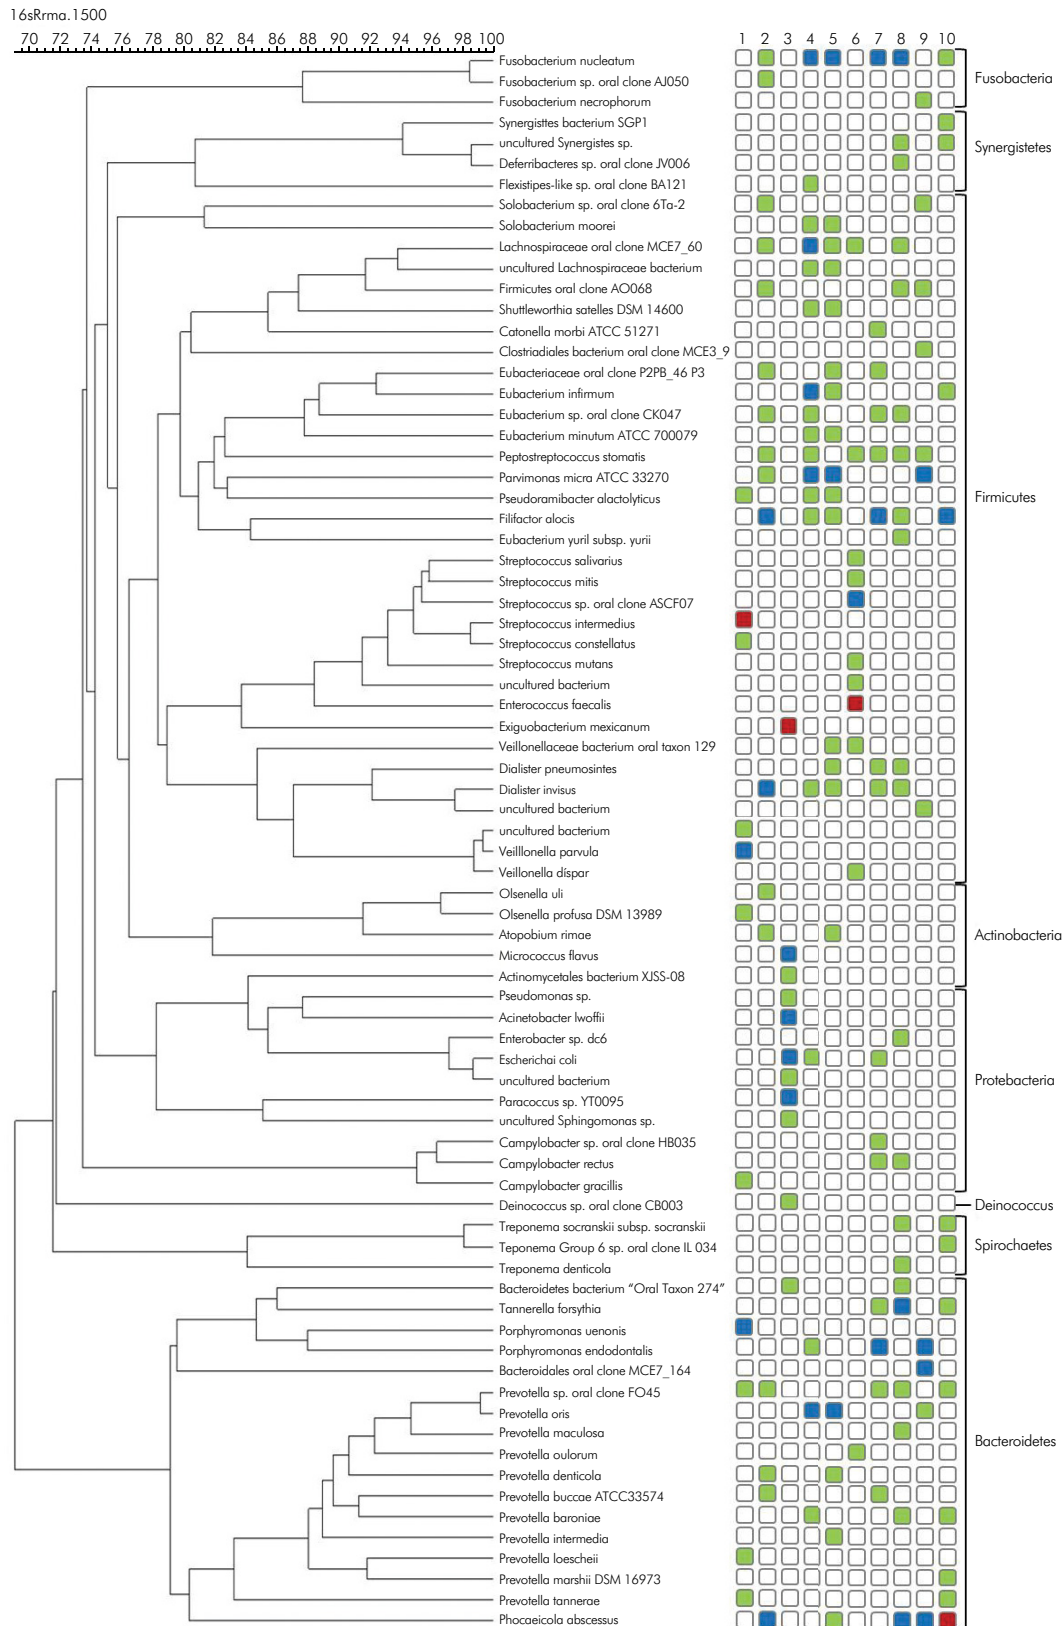 16sRrma.1500
70 72 74 76 78 80 82 84 86 88 90 92 94 96 98 100
1 2 3 4 5 6 7 8 9 10
Fusobacterium nucleatum
Fusobacterium sp. oral clone AJ050
Fusobacteria
Fusobacterium necrophorum
Synergisttes bacterium SGP1
uncultured Synergistes sp.
Synergistetes
Deferribacteres sp. oral clone JV006
Flexistipes-like sp. oral clone BA121
Solobacterium sp. oral clone 6Ta-2
Solobacterium moorei
Lachnospiraceae oral clone MCE7_60
uncultured Lachnospiraceae bacterium
Firmicutes oral clone AO068
Shuttleworthia satelles DSM 14600
Catonella morbi ATCC 51271
Clostriadiales bacterium oral clone MCE3_9
Eubacteriaceae oral clone P2PB_46 P3
Eubacterium infirmum
Eubacterium sp. oral clone CK047
Eubacterium minutum ATCC 700079
Peptostreptococcus stomatis
Parvimonas micra ATCC 33270
Pseudoramibacter alactolyticus
Firmicutes
Filifactor alocis
Eubacterium yuril subsp. yurii
Streptococcus salivarius
Streptococcus mitis
Streptococcus sp. oral clone ASCF07
Streptococcus intermedius
Streptococcus constellatus
Streptococcus mutans
uncultured bacterium
Enterococcus faecalis
Exiguobacterium mexicanum
Veillonellaceae bacterium oral taxon 129
Dialister pneumosintes
Dialister invisus
uncultured bacterium
uncultured bacterium
Veilllonella parvula
Veillonella díspar
Olsenella uli
Olsenella profusa DSM 13989
Atopobium rimae
Actinobacteria
Micrococcus flavus
Actinomycetales bacterium XJSS-08
Pseudomonas sp.
Acinetobacter lwoffii
Enterobacter sp. dc6
Escherichai coli
uncultured bacterium
Protebacteria
Paracoccus sp. YT0095
uncultured Sphingomonas sp.
Campylobacter sp. oral clone HB035
Campylobacter rectus
Campylobacter gracillis
Deinococcus sp. oral clone CB003
Deinococcus
Treponema socranskii subsp. socranskii
Teponema Group 6 sp. oral clone IL 034
Spirochaetes
Treponema denticola
Bacteroidetes bacterium “Oral Taxon 274”
Tannerella forsythia
Porphyromonas uenonis
Porphyromonas endodontalis
Bacteroidales oral clone MCE7_164
Prevotella sp. oral clone FO45
Prevotella oris
Prevotella maculosa
Bacteroidetes
Prevotella oulorum
Prevotella denticola
Prevotella buccae ATCC33574
Prevotella baroniae
Prevotella intermedia
Prevotella loescheii
Prevotella marshii DSM 16973
Prevotella tannerae
Phocaeicola abscessus